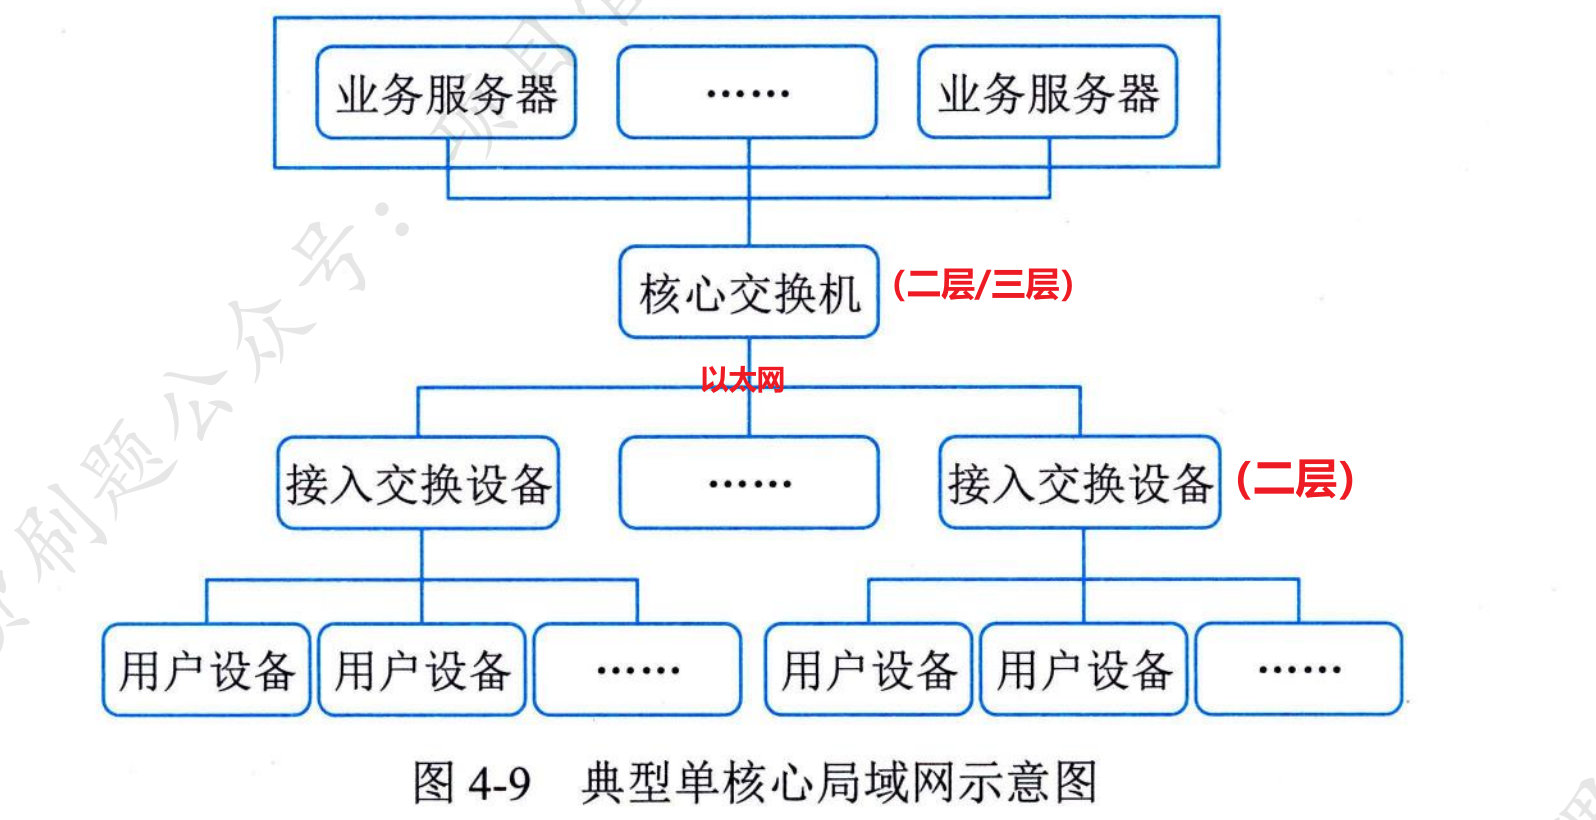 业务服务器 …… 业务服务器
核心交换机 (二层/三层)
以太网
接入交换设备 …… 接入交换设备 (二层)
用户设备 用户设备 …… 用户设备 用户设备 ……
图 4-9 典型单核心局域网示意图
刷题公众号：项目管